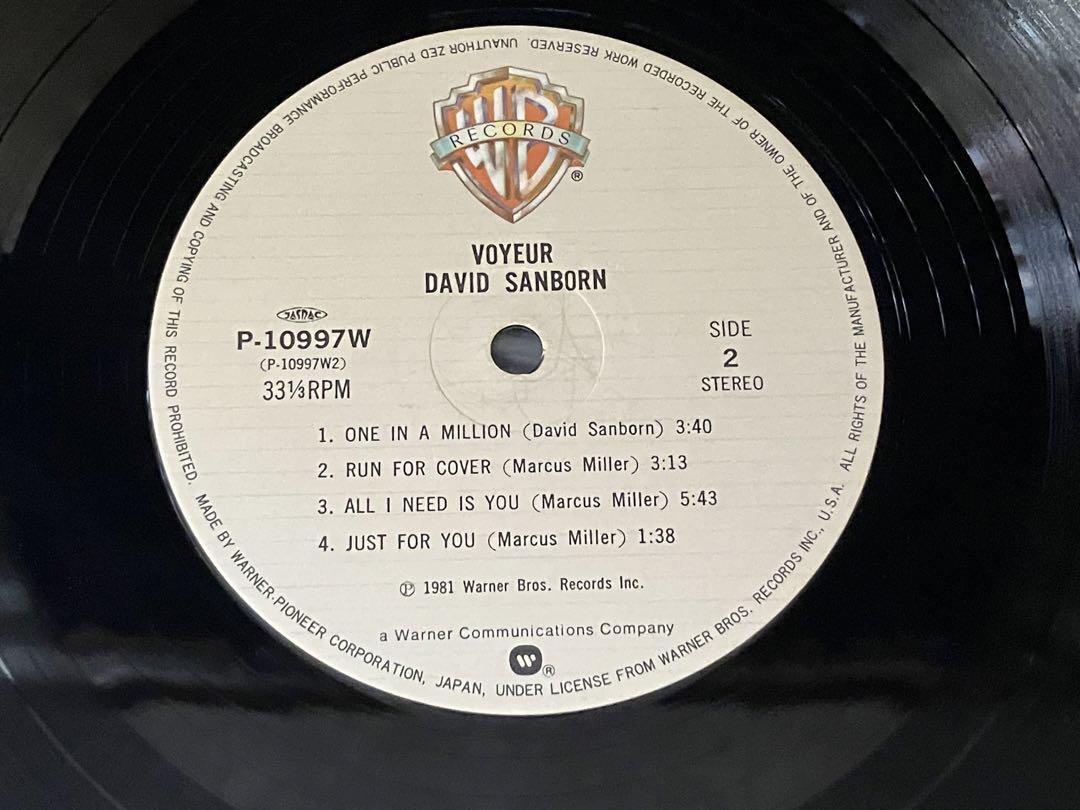 W B
RECORDS
®
VOYEUR
DAVID SANBORN
JASRAC
P-10997W
(P-10997W2)
33⅓RPM
SIDE
2
STEREO
1. ONE IN A MILLION (David Sanborn) 3:40
2. RUN FOR COVER (Marcus Miller) 3:13
3. ALL I NEED IS YOU (Marcus Miller) 5:43
4. JUST FOR YOU (Marcus Miller) 1:38
Ⓟ 1981 Warner Bros. Records Inc.
a Warner Communications Company
W®
MADE BY WARNER-PIONEER CORPORATION, JAPAN, UNDER LICENSE FROM WARNER BROS. RECORDS INC., U.S.A. ALL RIGHTS OF THE MANUFACTURER AND OF THE OWNER OF THE RECORDED WORK RESERVED. UNAUTHOR ZED PUBLIC PERFORMANCE BROADCASTING AND COPYING OF THIS RECORD PROHIBITED.